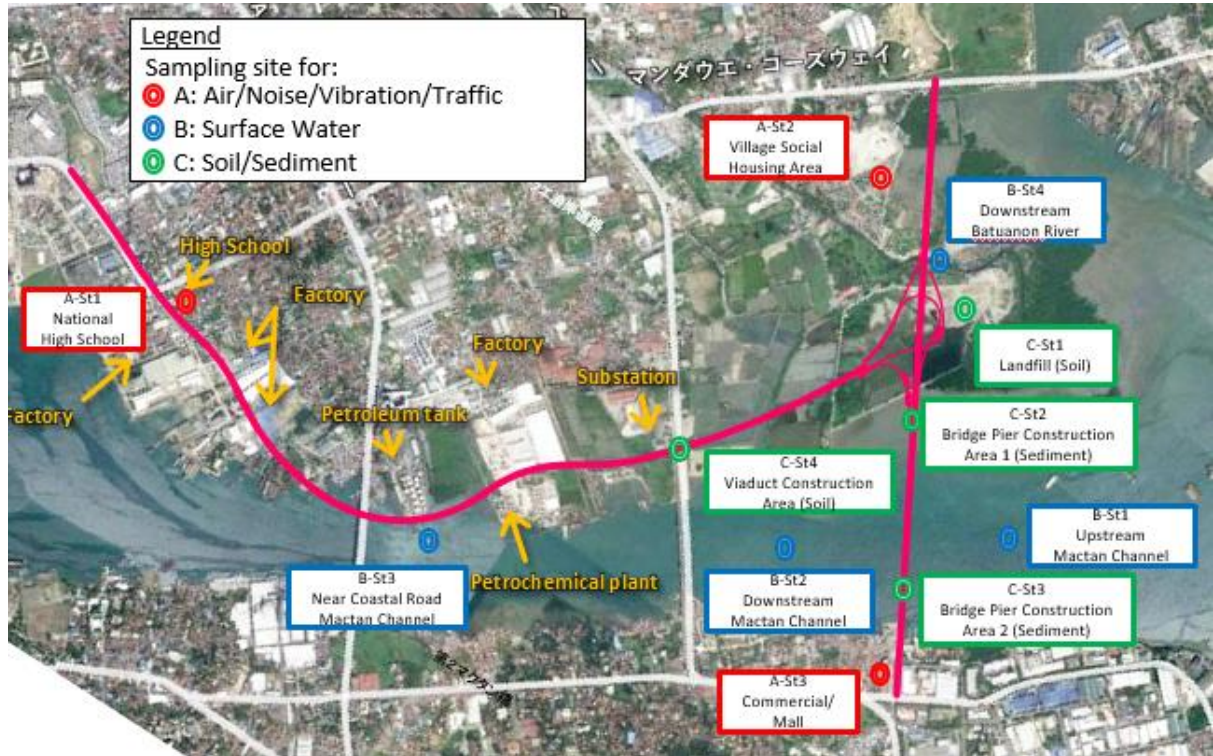 Legend
Sampling site for:
A: Air/Noise/Vibration/Traffic
B: Surface Water
C: Soil/Sediment
マンダウエ・コーズウェイ
A-St2
Village Social
Housing Area
B-St4
Downstream
Batuanon River
High School
A-St1
National
High School
Factory
Factory
Factory
Substation
Petroleum tank
C-St1
Landfill (Soil)
C-St2
Bridge Pier Construction
Area 1 (Sediment)
C-St4
Viaduct Construction
Area (Soil)
B-St1
Upstream
Mactan Channel
Petrochemical plant
B-St3
Near Coastal Road
Mactan Channel
B-St2
Downstream
Mactan Channel
C-St3
Bridge Pier Construction
Area 2 (Sediment)
A-St3
Commercial/
Mall